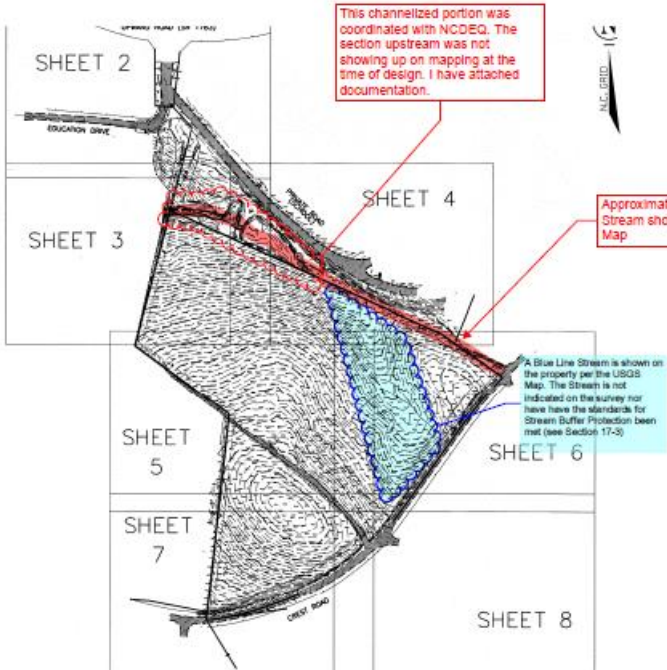 This channelized portion was
coordinated with NCDEQ. The
section upstream was not
showing up on mapping at the
time of design. I have attached
documentation.
N.C. GRID
SHEET 2
EDUCATION DRIVE
PRIVATE ROAD
SHEET 4
SHEET 3
Approximat
Stream sho
Map
A Blue Line Stream is shown on
the property per the USGS
Map. The Stream is not
indicated on the survey nor
have have the standards for
Stream Buffer Protection been
met (see Section 17-3)
SHEET
5
SHEET 6
SHEET
7
CREST ROAD
SHEET 8